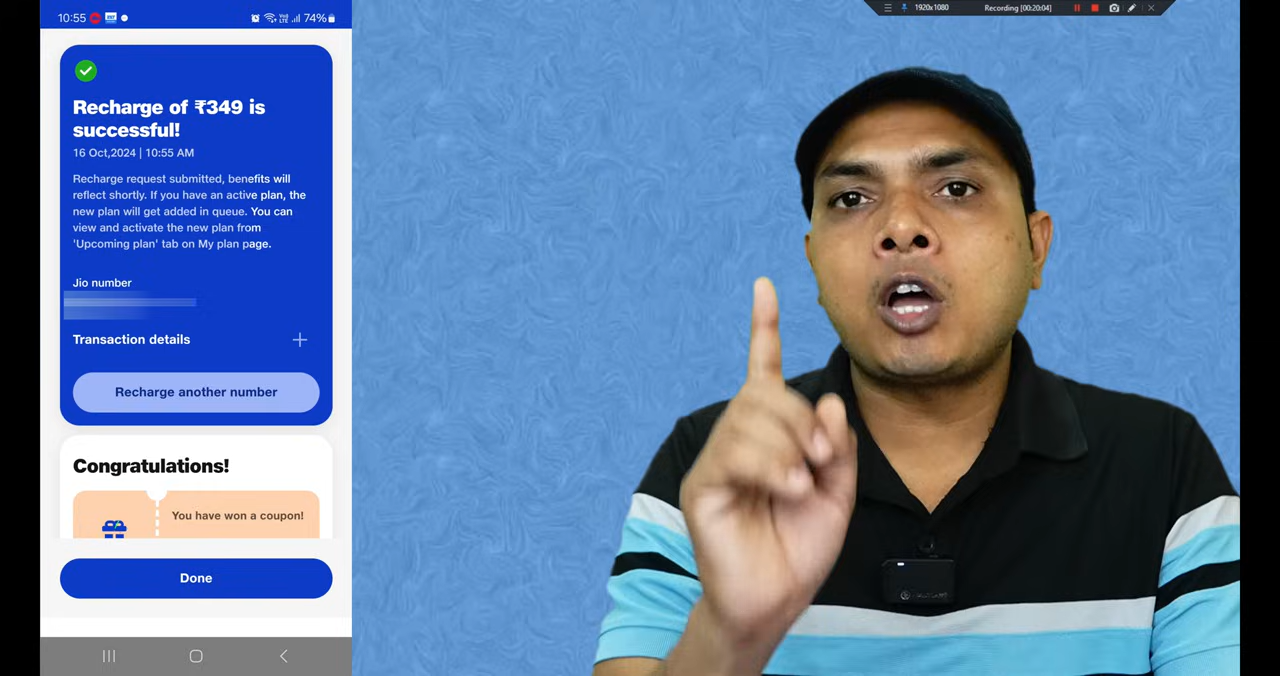 10:55
74%
Recharge of ₹349 is
successful!
16 Oct,2024 | 10:55 AM
Recharge request submitted, benefits will
reflect shortly. If you have an active plan, the
new plan will get added in queue. You can
view and activate the new plan from
'Upcoming plan' tab on My plan page.
Jio number
Transaction details
Recharge another number
Congratulations!
You have won a coupon!
Done
1920x1080
Recording [00:20:04]